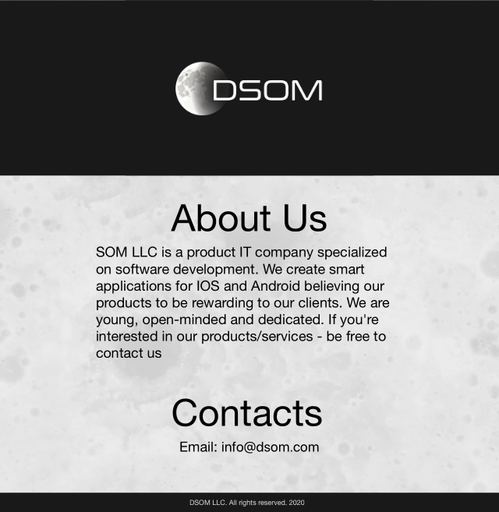 DSOM
About Us
SOM LLC is a product IT company specialized
on software development. We create smart
applications for IOS and Android believing our
products to be rewarding to our clients. We are
young, open-minded and dedicated. If you're
interested in our products/services - be free to
contact us
Contacts
Email: info@dsom.com
DSOM LLC. All rights reserved. 2020